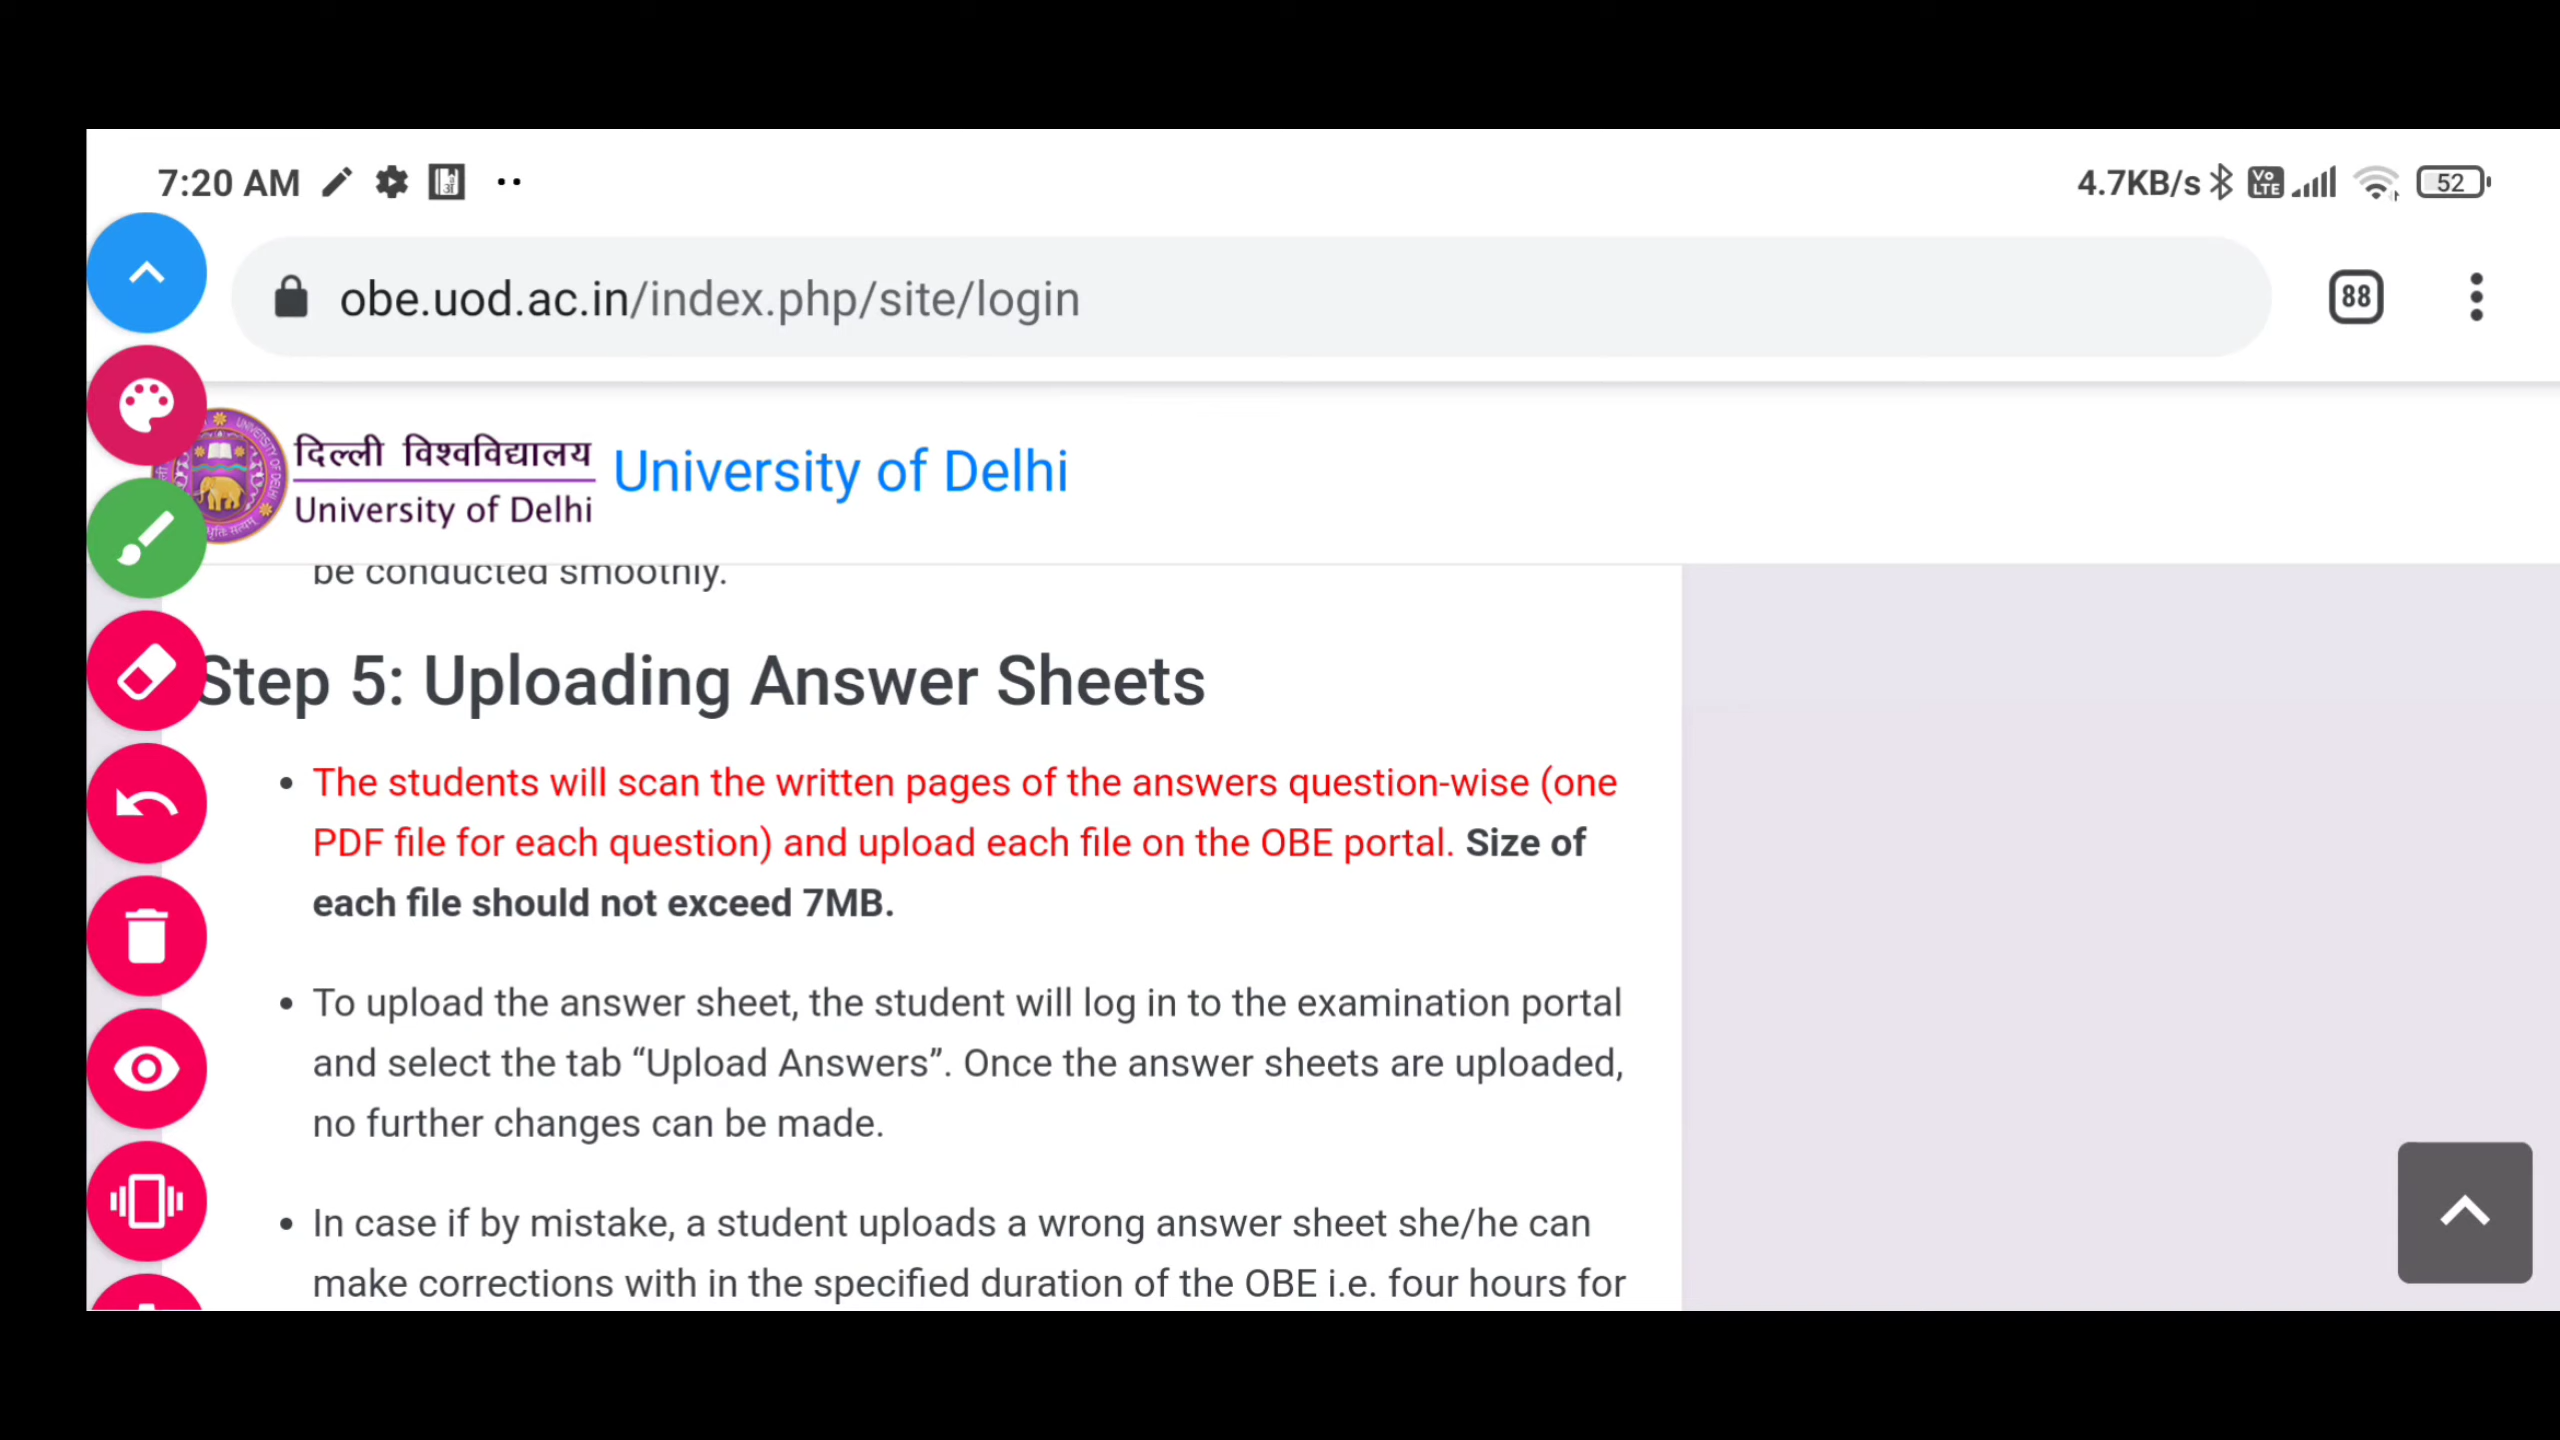 7:20 AM
4.7KB/s Vo LTE 52
obe.uod.ac.in/index.php/site/login
88
दिल्ली विश्वविद्यालय
University of Delhi
University of Delhi
be conducted smoothly.
Step 5: Uploading Answer Sheets
• The students will scan the written pages of the answers question-wise (one
PDF file for each question) and upload each file on the OBE portal. Size of
each file should not exceed 7MB.
• To upload the answer sheet, the student will log in to the examination portal
and select the tab “Upload Answers”. Once the answer sheets are uploaded,
no further changes can be made.
• In case if by mistake, a student uploads a wrong answer sheet she/he can
make corrections with in the specified duration of the OBE i.e. four hours for